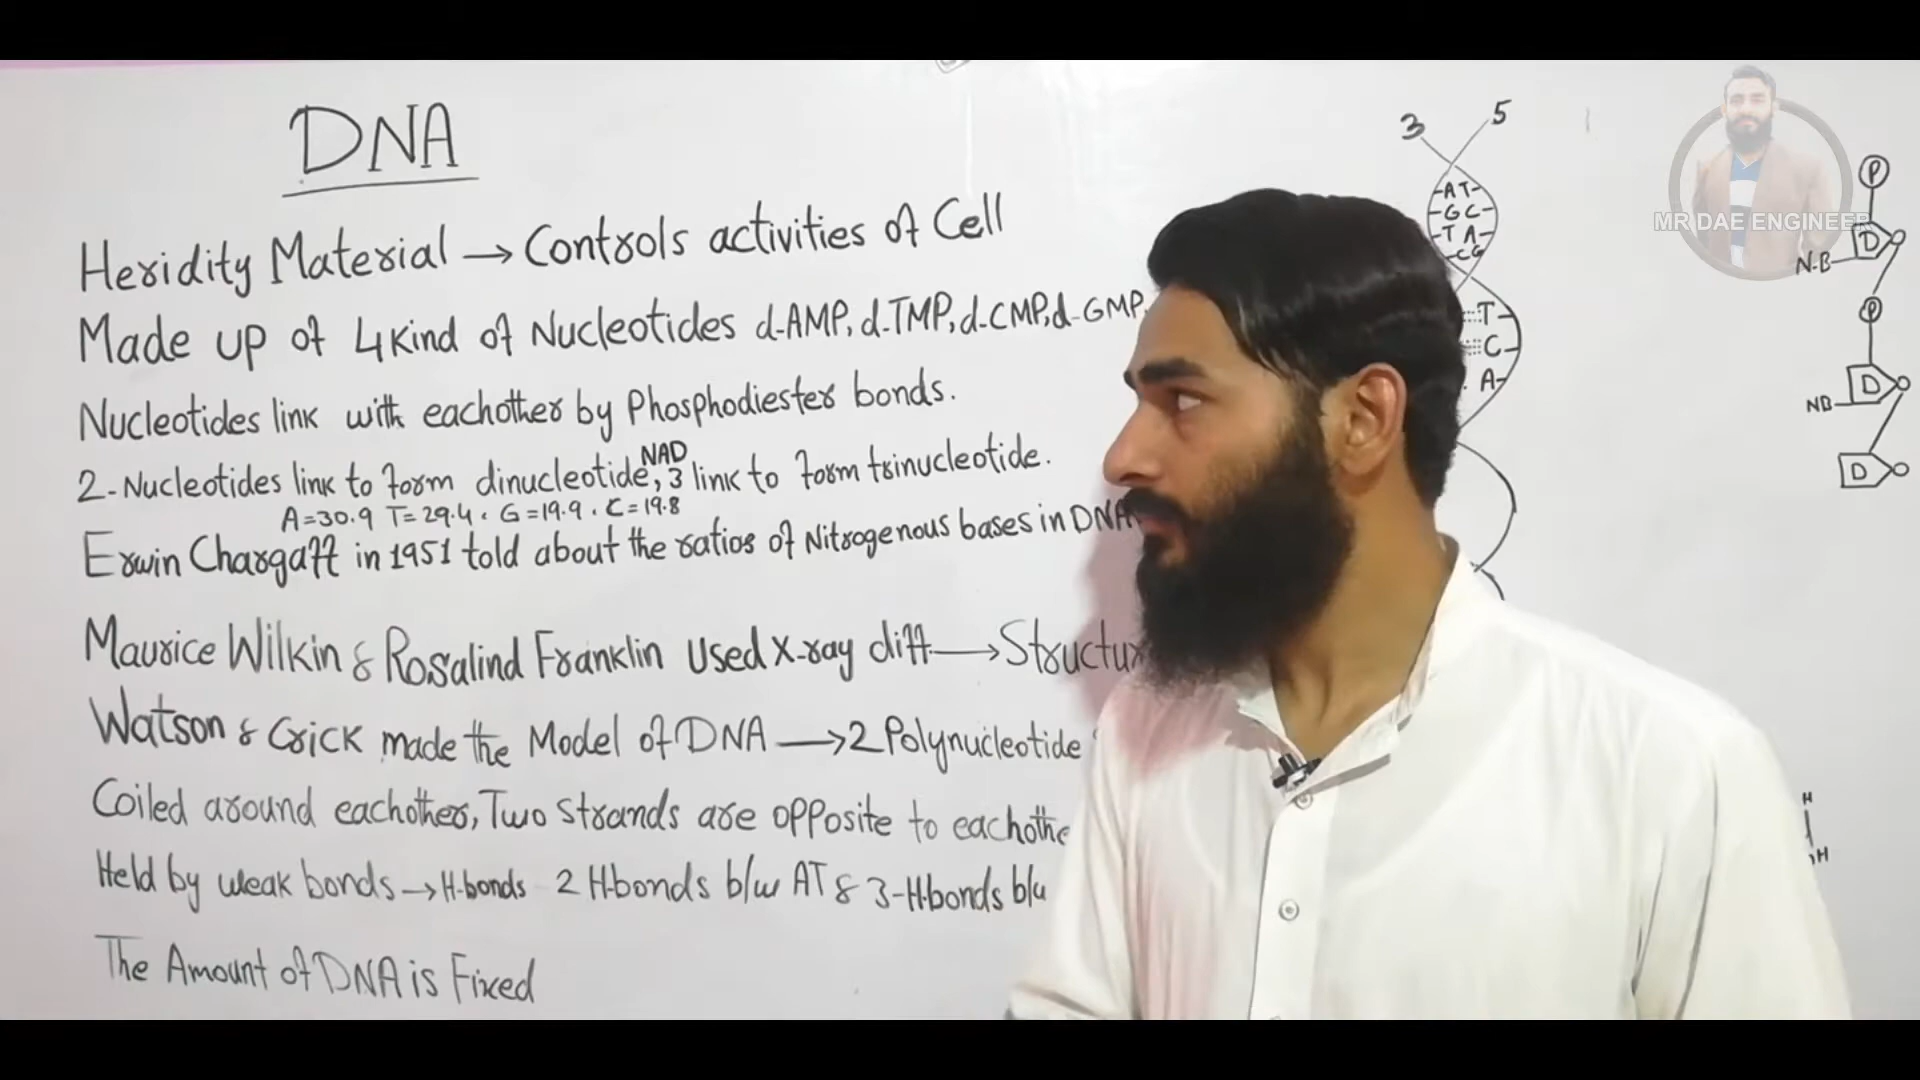 DNA
Heridity Material → Controls activities of Cell
Made up of 4 Kind of Nucleotides d-AMP, d-TMP, d-CMP, d-GMP,
Nucleotides link with eachother by Phosphodiester bonds.
NAD
2-Nucleotides link to form dinucleotide, 3 link to form trinucleotide.
A=30.9 T=29.4, G=19.9, C=19.8
Erwin Chargaff in 1951 told about the ratios of Nitrogenous bases in DNA
Maurice Wilkin & Rosalind Franklin Used X-ray diff → Structur
Watson & Crick made the Model of DNA → 2 Polynucleotide
Coiled around eachother, Two strands are opposite to eachothe
Held by weak bonds → H-bonds 2 H-bonds b/w AT & 3-H-bonds b/w
The Amount of DNA is Fixed
3 5
A T
G C
T A
C G
T
C
A
MR DAE ENGINEER
P
D
N-B
P
D
NB
D
H
H